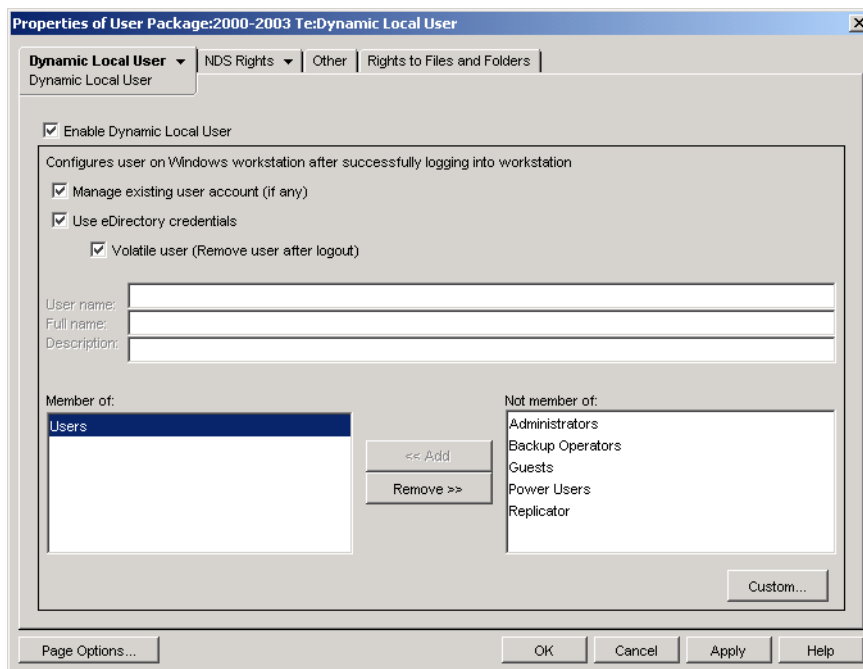 Properties of User Package:2000-2003 Te:Dynamic Local User
Dynamic Local User NDS Rights Other Rights to Files and Folders
Dynamic Local User
Enable Dynamic Local User
Configures user on Windows workstation after successfully logging into workstation
Manage existing user account (if any)
Use eDirectory credentials
Volatile user (Remove user after logout)
User name:
Full name:
Description:
Member of:
Users
<< Add
Remove >>
Not member of:
Administrators
Backup Operators
Guests
Power Users
Replicator
Custom...
Page Options... OK Cancel Apply Help